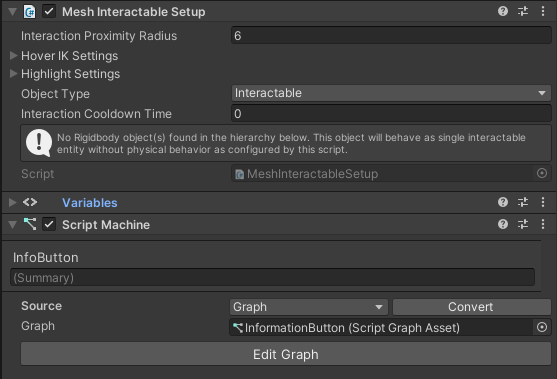 Mesh Interactable Setup
Interaction Proximity Radius 6
Hover IK Settings
Highlight Settings
Object Type Interactable
Interaction Cooldown Time 0
No Rigidbody object(s) found in the hierarchy below. This object will behave as single interactable
entity without physical behavior as configured by this script.
Script MeshInteractableSetup
Variables
Script Machine
InfoButton
(Summary)
Source Graph Convert
Graph InformationButton (Script Graph Asset)
Edit Graph